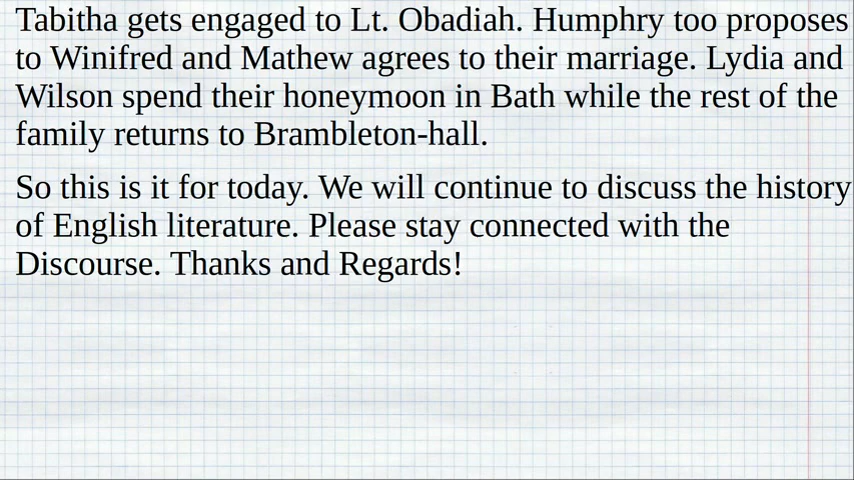 Tabitha gets engaged to Lt. Obadiah. Humphry too proposes
to Winifred and Mathew agrees to their marriage. Lydia and
Wilson spend their honeymoon in Bath while the rest of the
family returns to Brambleton-hall.
So this is it for today. We will continue to discuss the history
of English literature. Please stay connected with the
Discourse. Thanks and Regards!